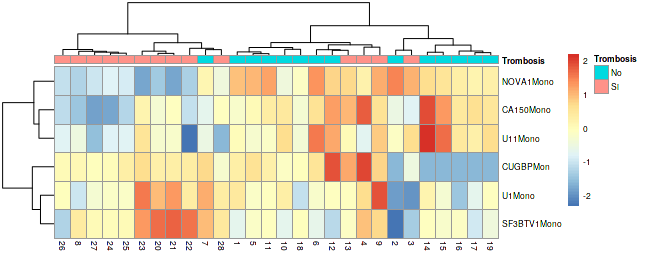 Trombosis
Trombosis
NOVA1Mono
CA150Mono
U11Mono
CUGBPMon
U1Mono
SF3BTV1Mono
2
1
0
-1
-2
No
SI
26 8 27 24 25 23 20 21 22 7 28 1 5 11 10 18 6 12 13 4 9 2 3 14 15 16 17 19